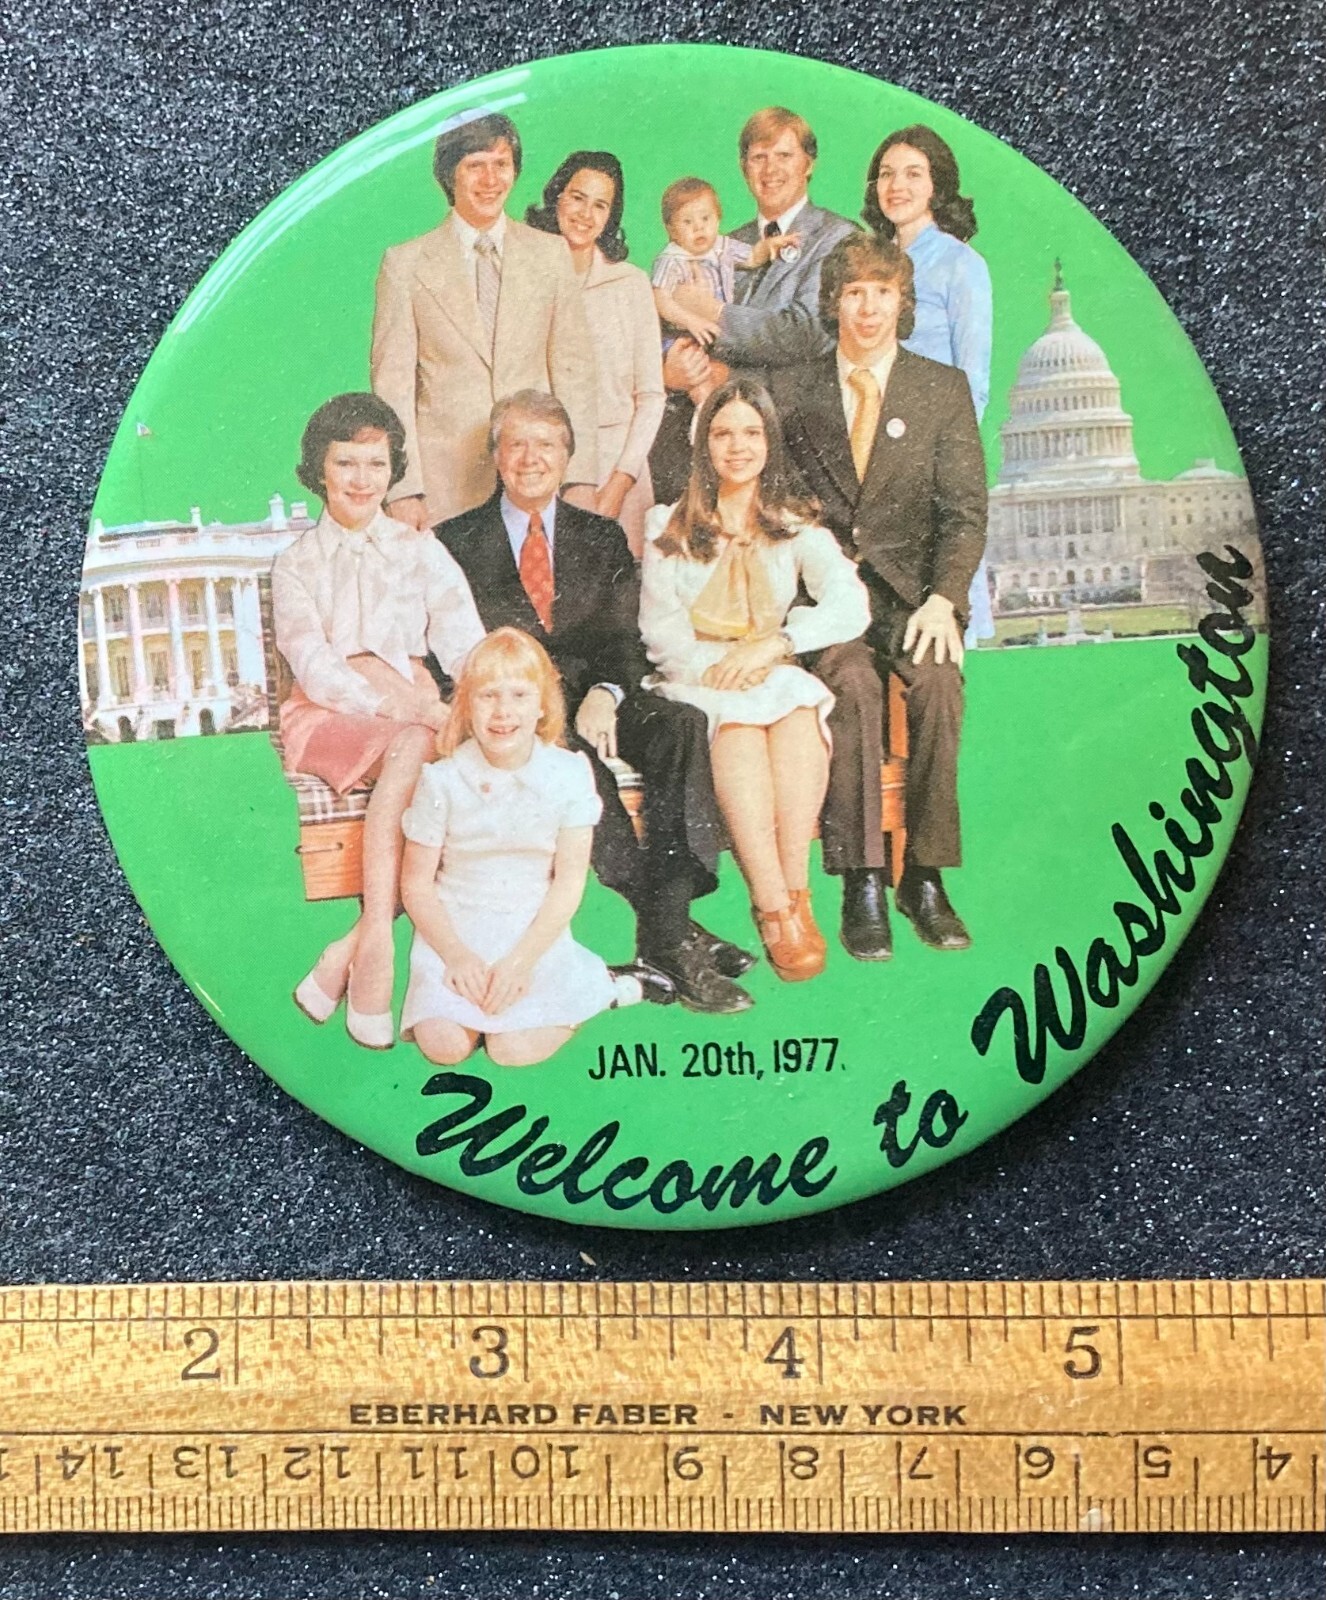 JAN. 20th, 1977.
Welcome to Washington
2 3 4 5
EBERHARD FABER - NEW YORK
14 13 12 11 10 9 8 7 6 5 4